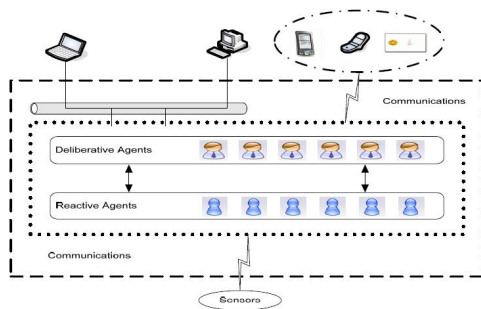 Communications
Deliberative Agents
Reactive Agents
Communications
Sensors